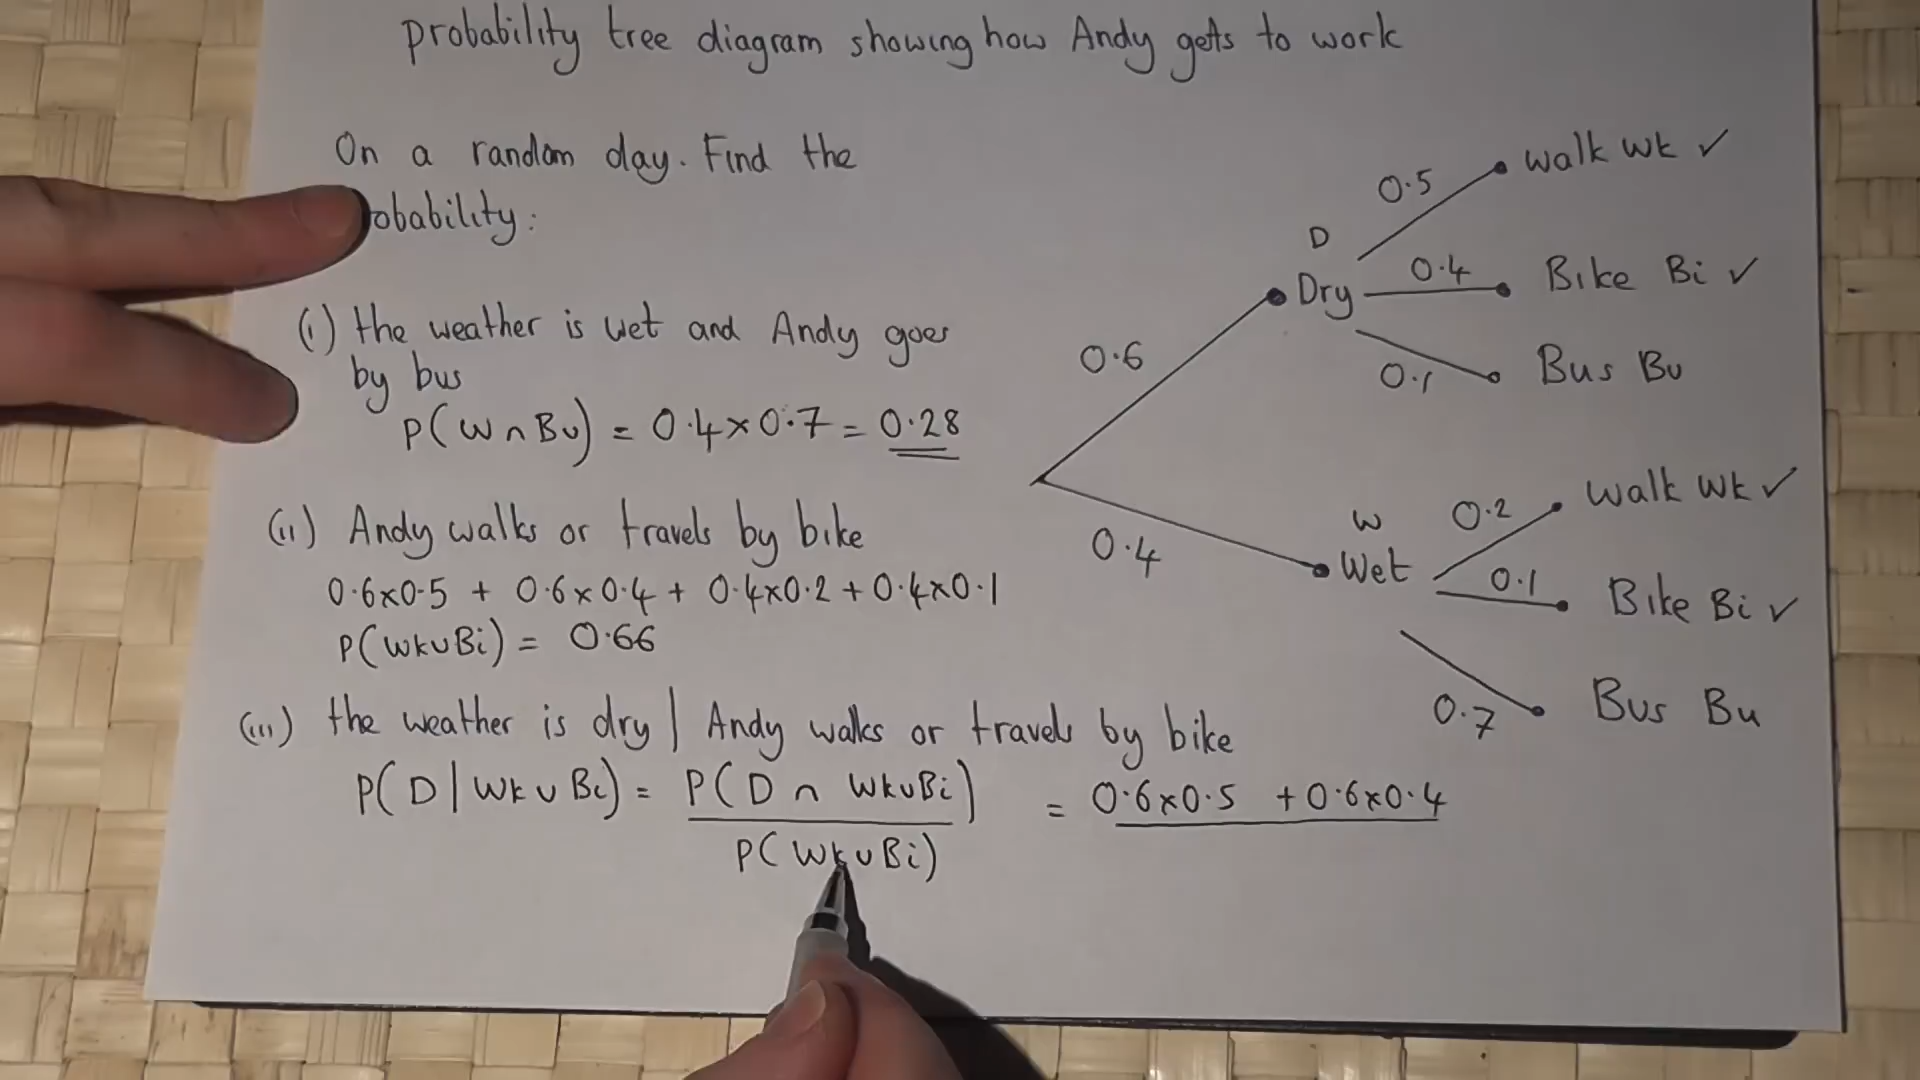 probability tree diagram showing how Andy gets to work
On a random day. Find the
obability:
(i) the weather is wet and Andy goes
by bus
P(W∩Bu) = 0.4×0.7 = 0.28
(ii) Andy walks or travels by bike
0.6×0.5 + 0.6×0.4 + 0.4×0.2 + 0.4×0.1
P(Wk∪Bi) = 0.66
(iii) the weather is dry | Andy walks or travels by bike
P(D|Wk∪Bi) = P(D ∩ Wk∪Bi) = 0.6×0.5 + 0.6×0.4
P(Wk∪Bi)
0.5
Walk Wk ✓
D
0.6
Dry
0.4
Bike Bi ✓
0.1
Bus Bu
0.4
W
Wet
0.2
Walk Wk ✓
0.1
Bike Bi ✓
0.7
Bus Bu